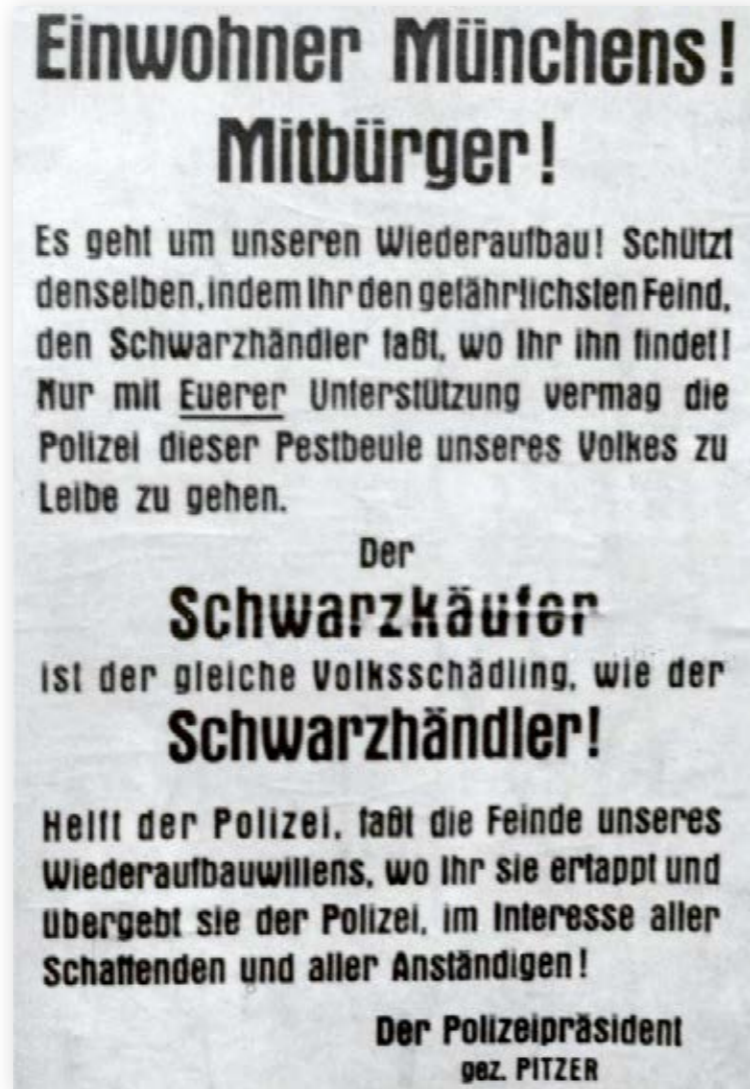 Einwohner Münchens!
Mitbürger!
Es geht um unseren Wiederaufbau! Schützt
denselben, indem Ihr den gefährlichsten Feind,
den Schwarzhändler faßt, wo Ihr ihn findet!
Nur mit Euerer Unterstützung vermag die
Polizei dieser Pestbeule unseres Volkes zu
Leibe zu gehen.
Der
Schwarzkäufer
ist der gleiche Volksschädling, wie der
Schwarzhändler!
Helft der Polizei, faßt die Feinde unseres
Wiederaufbauwillens, wo Ihr sie ertappt und
übergebt sie der Polizei, im Interesse aller
Schaffenden und aller Anständigen!
Der Polizeipräsident
gez. PITZER